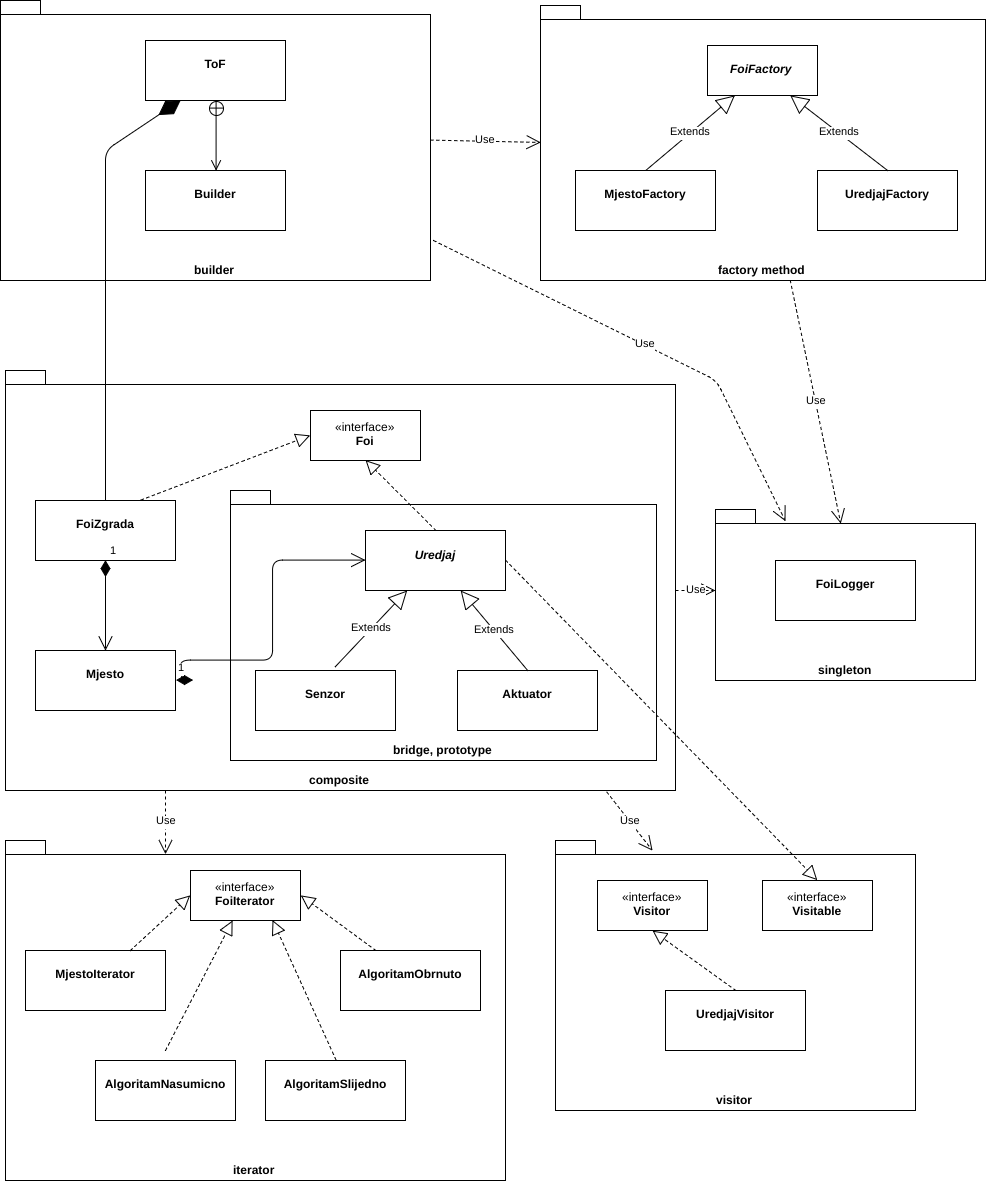 ToF
Builder
builder
Use
FoiFactory
Extends
Extends
MjestoFactory
UredjajFactory
factory method
Use
Use
«interface»
Foi
FoiZgrada
1
Uredjaj
Extends
Extends
Mjesto
1
Senzor
Aktuator
bridge, prototype
composite
Use
FoiLogger
singleton
Use
Use
«interface»
FoiIterator
MjestoIterator
AlgoritamObrnuto
AlgoritamNasumicno
AlgoritamSlijedno
iterator
«interface»
Visitor
«interface»
Visitable
UredjajVisitor
visitor